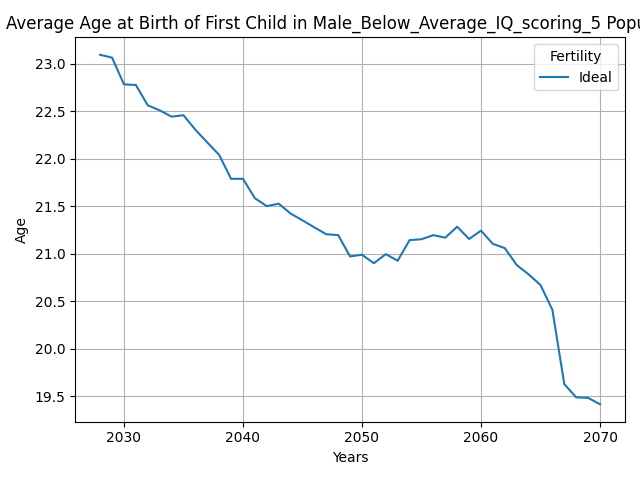 Average Age at Birth of First Child in Male_Below_Average_IQ_scoring_5
Fertility
Ideal
23.0
22.5
22.0
21.5
21.0
20.5
20.0
19.5
Age
2030 2040 2050 2060 2070
Years